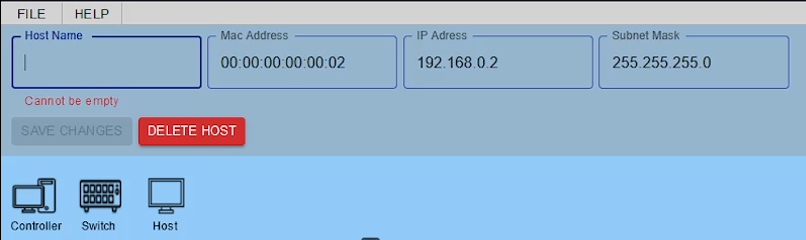 FILE HELP
Host Name Mac Address IP Adress Subnet Mask
00:00:00:00:00:02 192.168.0.2 255.255.255.0
Cannot be empty
SAVE CHANGES DELETE HOST
Controller Switch Host